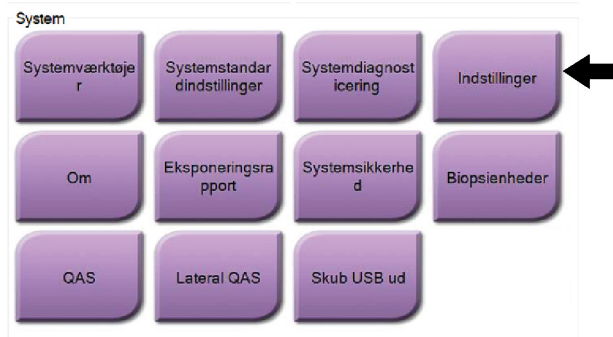 System
Systemværktøje
r
Systemstandar
dindstillinger
Systemdiagnost
icering
Indstillinger
Om
Eksponeringsra
pport
Systemsikkerhe
d
Biopsienheder
QAS
Lateral QAS
Skub USB ud